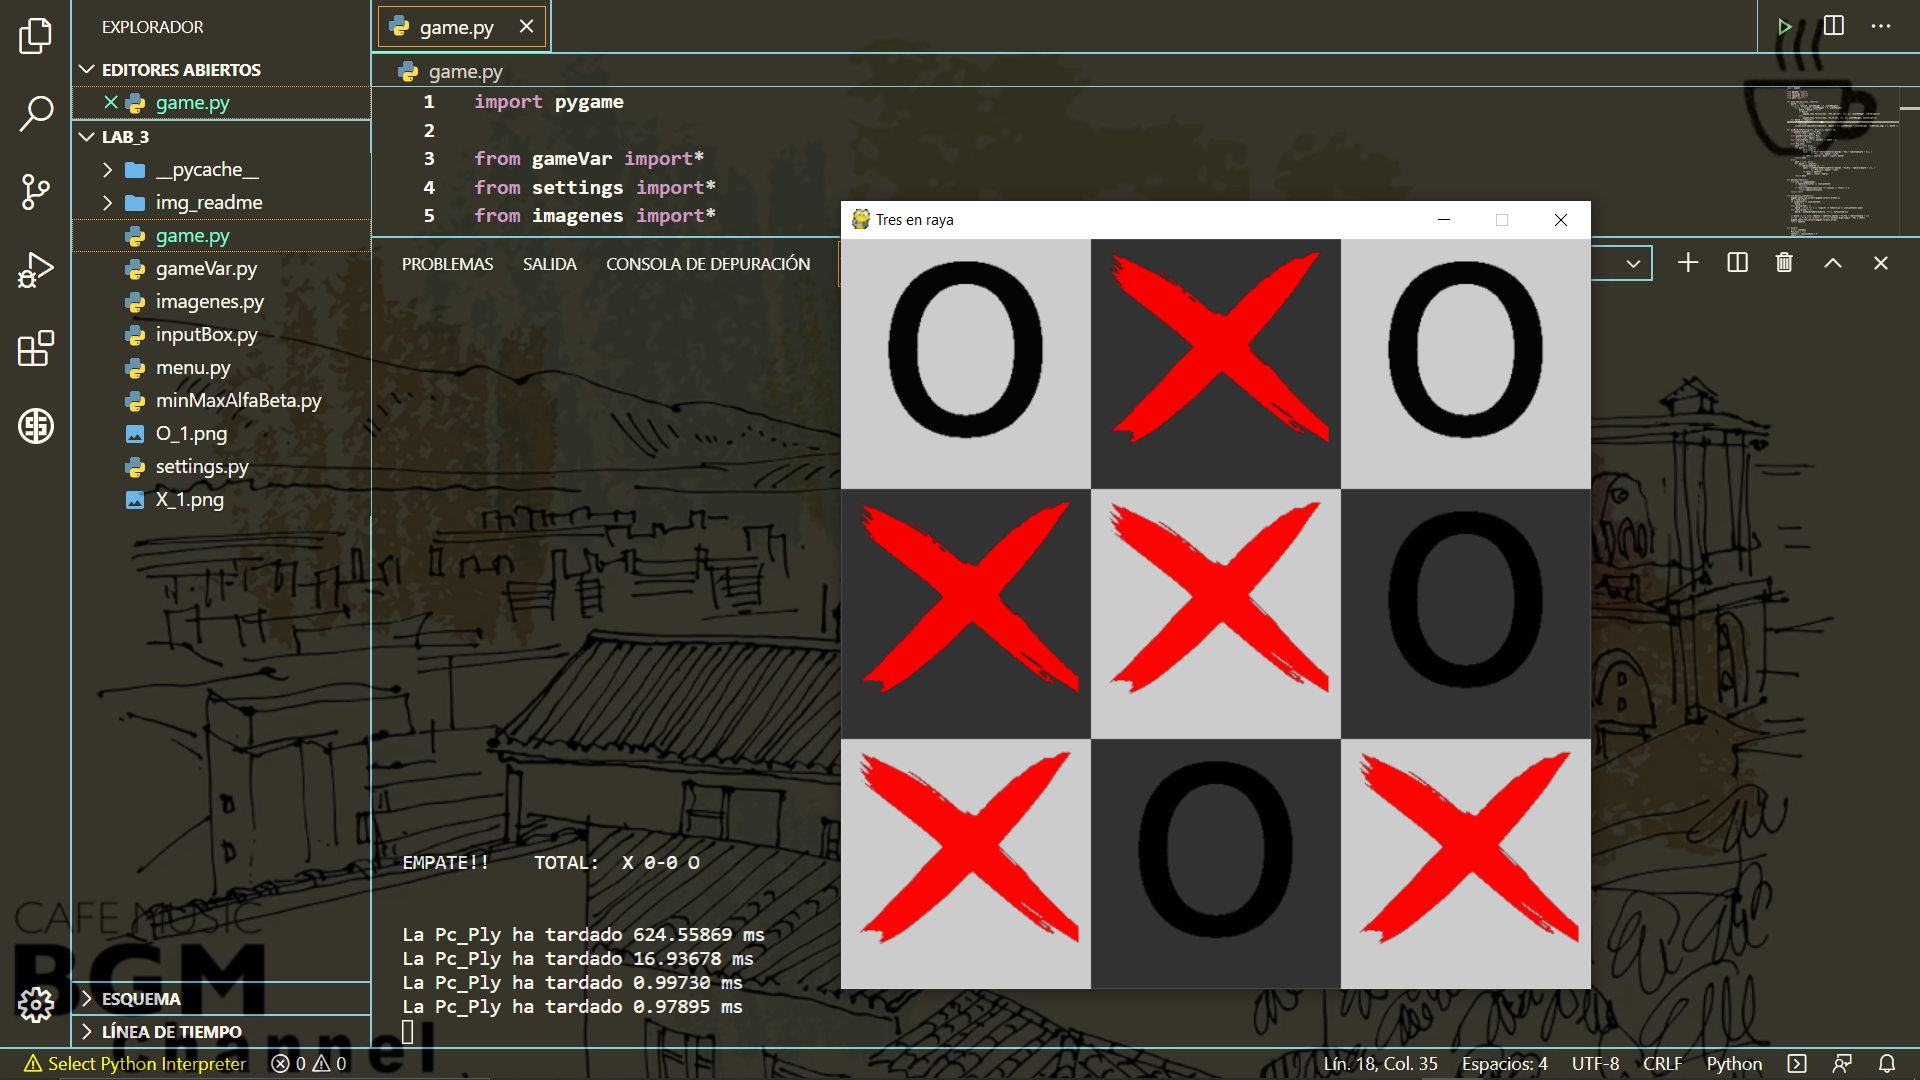 EXPLORADOR
EDITORES ABIERTOS
game.py
LAB_3
__pycache__
img_readme
game.py
gameVar.py
imagenes.py
inputBox.py
menu.py
minMaxAlfaBeta.py
O_1.png
settings.py
X_1.png
ESQUEMA
LÍNEA DE TIEMPO
CAFE MUSIC
BGM
Channel
game.py
game.py
1 import pygame
2
3 from gameVar import*
4 from settings import*
5 from imagenes import*
PROBLEMAS SALIDA CONSOLA DE DEPURACIÓN
EMPATE!! TOTAL: X 0-0 O
La Pc_Ply ha tardado 624.55869 ms
La Pc_Ply ha tardado 16.93678 ms
La Pc_Ply ha tardado 0.99730 ms
La Pc_Ply ha tardado 0.97895 ms
Tres en raya
O X O
X X O
X O X
Select Python Interpreter 0 0
Lín. 18, Col. 35 Espacios: 4 UTF-8 CRLF Python